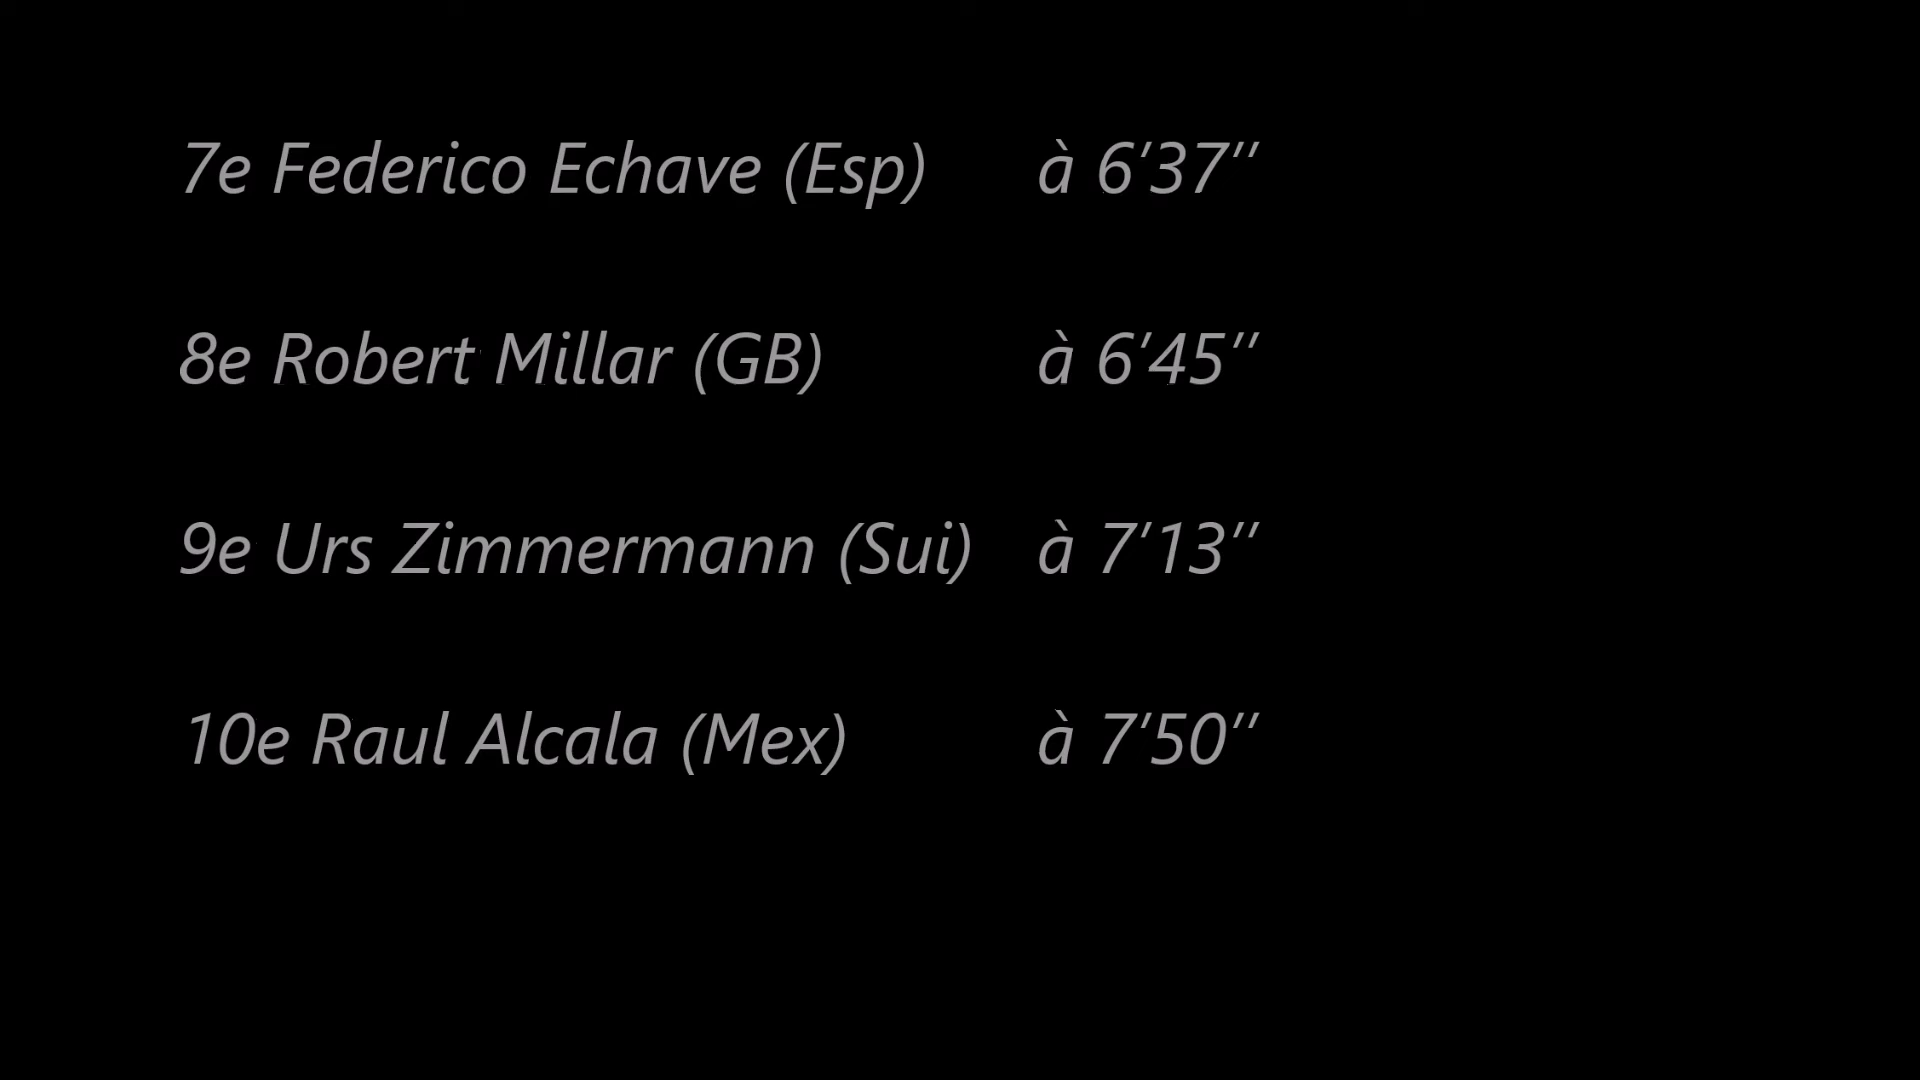 7e Federico Echave (Esp) à 6’37’’
8e Robert Millar (GB) à 6’45’’
9e Urs Zimmermann (Sui) à 7’13’’
10e Raul Alcala (Mex) à 7’50’’